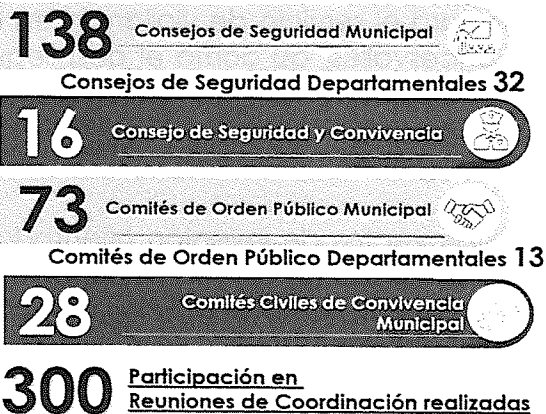 138 Consejos de Seguridad Municipal
Consejos de Seguridad Departamentales 32
16 Consejo de Seguridad y Convivencia
73 Comités de Orden Público Municipal
Comités de Orden Público Departamentales 13
28 Comités Civiles de Convivencia
Municipal
300 Participación en
Reuniones de Coordinación realizadas